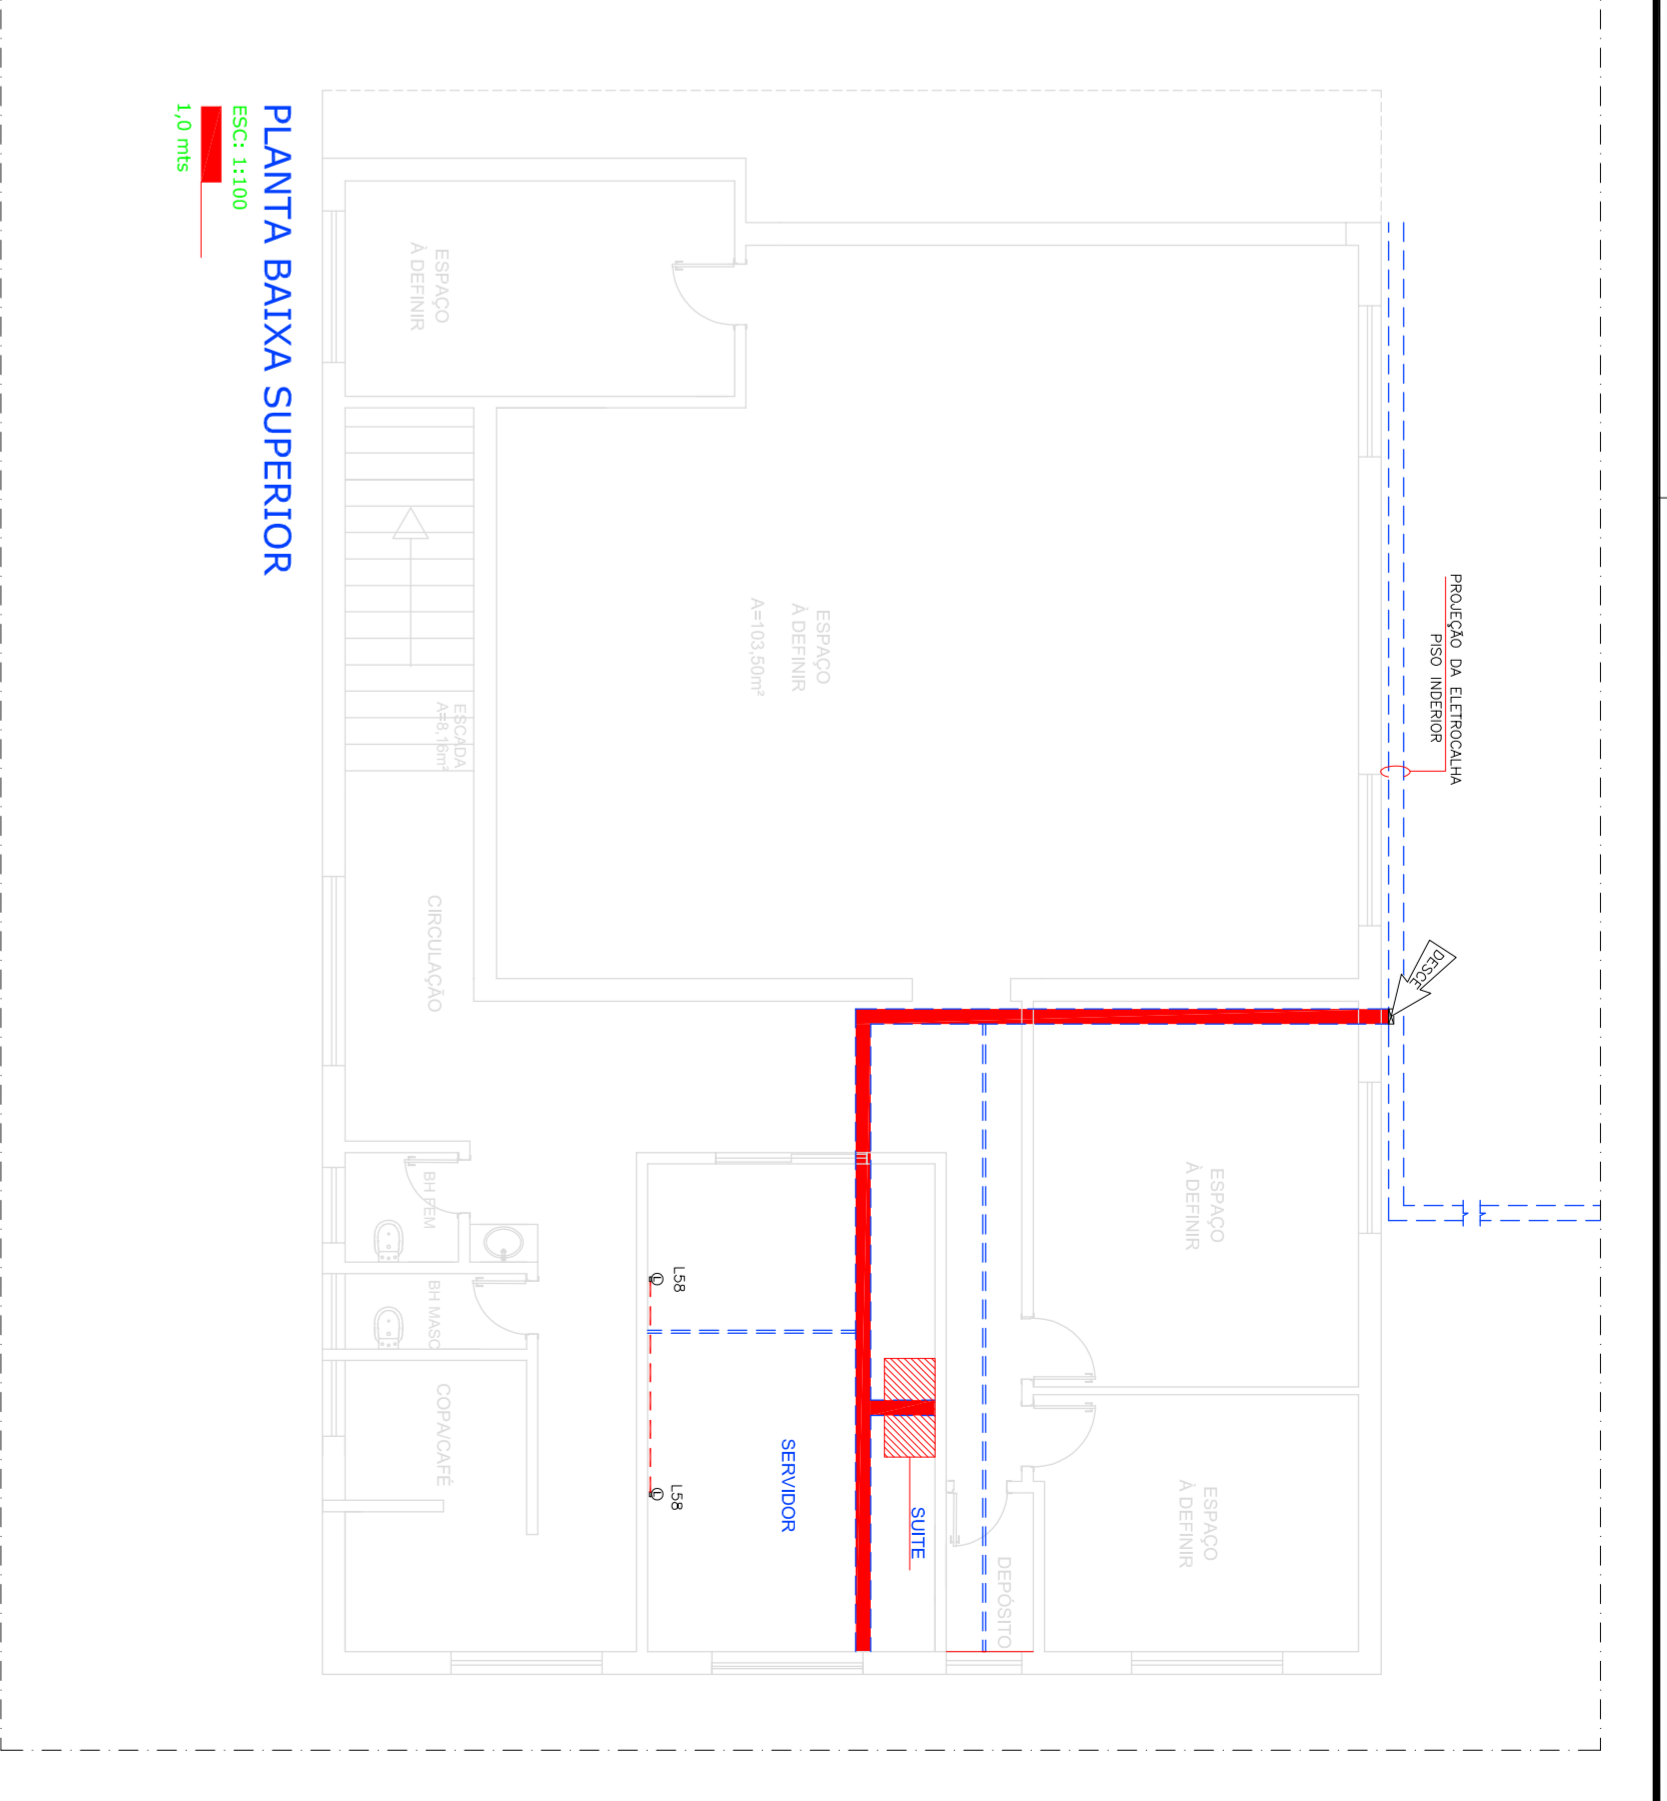 PLANTA BAIXA SUPERIOR
ESC: 1:100
1,0 mts
PROJEÇÃO DA ELETROCALHA
PISO INDERIOR
DESCE
ESPAÇO
À DEFINIR
ESPAÇO
À DEFINIR
A=103,50m²
ESCADA
A=8,16m²
CIRCULAÇÃO
ESPAÇO
À DEFINIR
BH FEM
L58
BH MASC
COPA/CAFÉ
SERVIDOR
L58
SUITE
ESPAÇO
À DEFINIR
DEPÓSITO